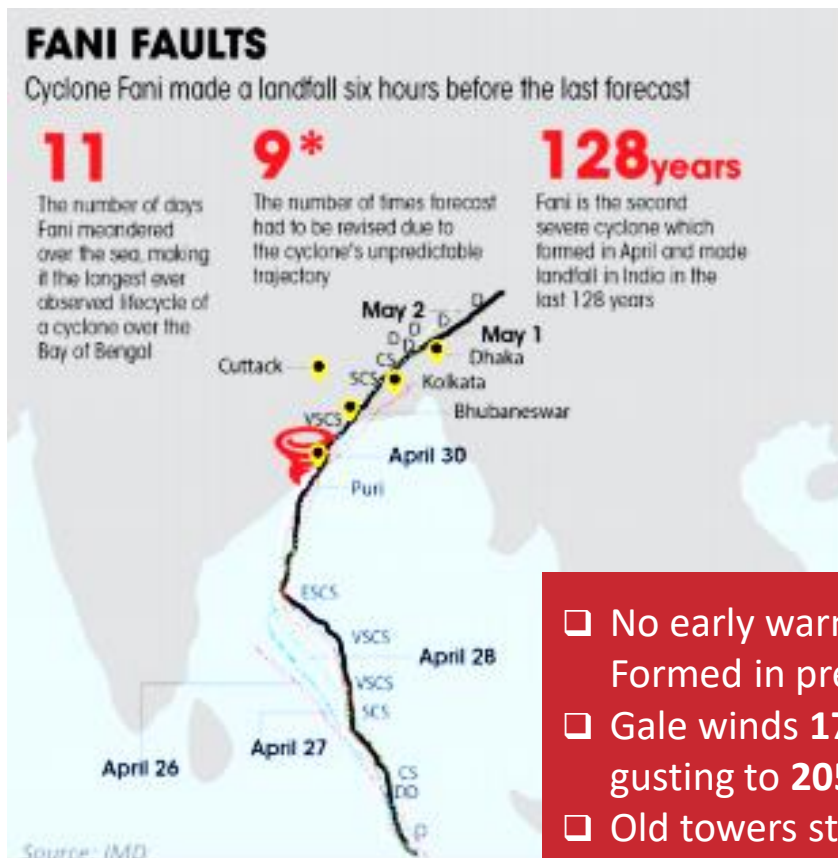 FANI FAULTS
Cyclone Fani made a landfall six hours before the last forecast
11
The number of days
Fani meandered
over the sea, making
it the longest ever
observed lifecycle of
a cyclone over the
Bay of Bengal
9*
The number of times forecast
had to be revised due to
the cyclone's unpredictable
trajectory
128 years
Fani is the second
severe cyclone which
formed in April and made
landfall in India in the
last 128 years
D
May 2
D
D
D
May 1
D
D
Dhaka
CS
Cuttack
SCS
Kolkata
Bhubaneswar
VSCS
April 30
Puri
ESCS
VSCS
April 28
VSCS
SCS
April 27
April 26
CS
DD
D
Source: IMD
❑ No early warn
Formed in pre
❑ Gale winds 17
gusting to 205
❑ Old towers st